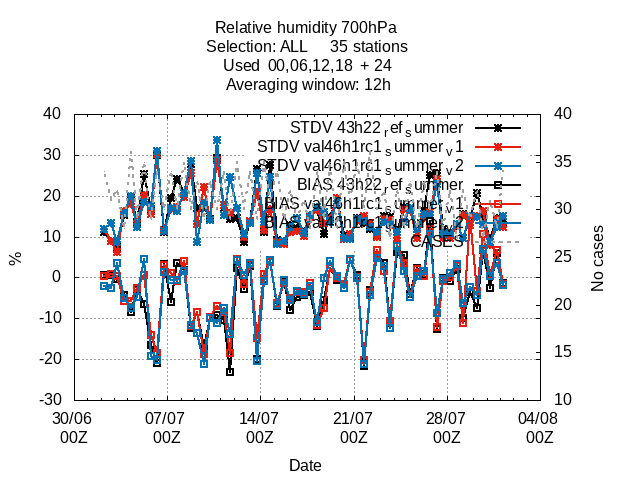 Relative humidity 700hPa
Selection: ALL 35 stations
Used 00,06,12,18 + 24
Averaging window: 12h
STDV 43h22_ref_summer
STDV val46h1rc1_summer_v1
STDV val46h1rc1_summer_v2
BIAS 43h22_ref_summer
BIAS val46h1rc1_summer_v1
BIAS val46h1rc1_summer_v2
CASES
%
No cases
40
30
20
10
0
-10
-20
-30
40
35
30
25
20
15
10
30/06 00Z
07/07 00Z
14/07 00Z
21/07 00Z
28/07 00Z
04/08 00Z
Date